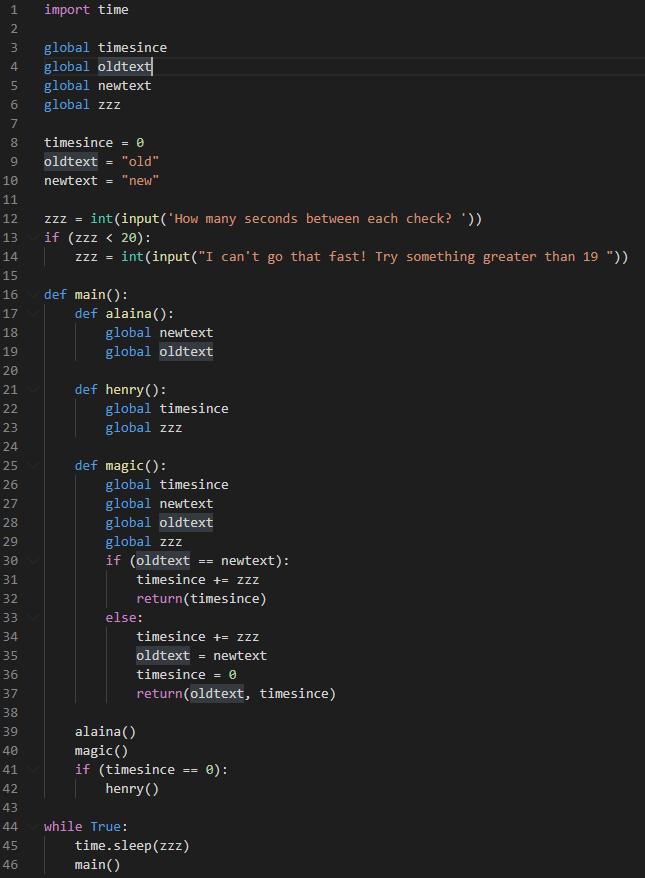 1 import time
2
3 global timesince
4 global oldtext
5 global newtext
6 global zzz
7
8 timesince = 0
9 oldtext = "old"
10 newtext = "new"
11
12 zzz = int(input('How many seconds between each check? '))
13 if (zzz < 20):
14     zzz = int(input("I can't go that fast! Try something greater than 19 "))
15
16 def main():
17     def alaina():
18         global newtext
19         global oldtext
20
21     def henry():
22         global timesince
23         global zzz
24
25     def magic():
26         global timesince
27         global newtext
28         global oldtext
29         global zzz
30         if (oldtext == newtext):
31             timesince += zzz
32             return(timesince)
33         else:
34             timesince += zzz
35             oldtext = newtext
36             timesince = 0
37             return(oldtext, timesince)
38
39     alaina()
40     magic()
41     if (timesince == 0):
42         henry()
43
44 while True:
45     time.sleep(zzz)
46     main()